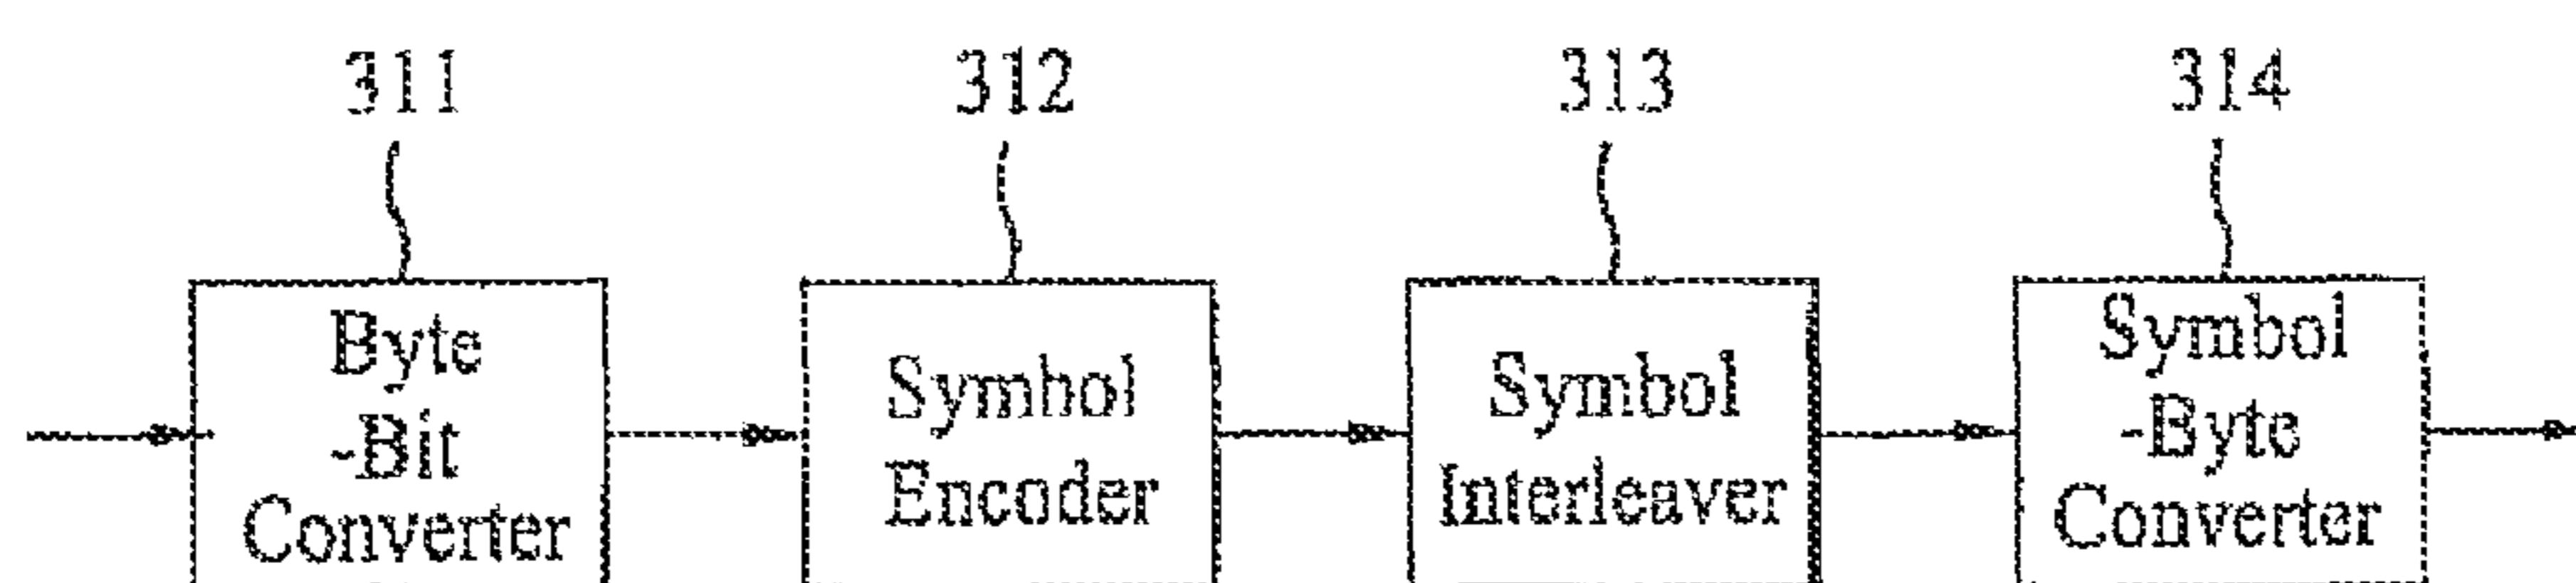 311 312 313 314
Byte
-Bit
Converter
Symbol
Encoder
Symbol
Interleaver
Symbol
-Byte
Converter